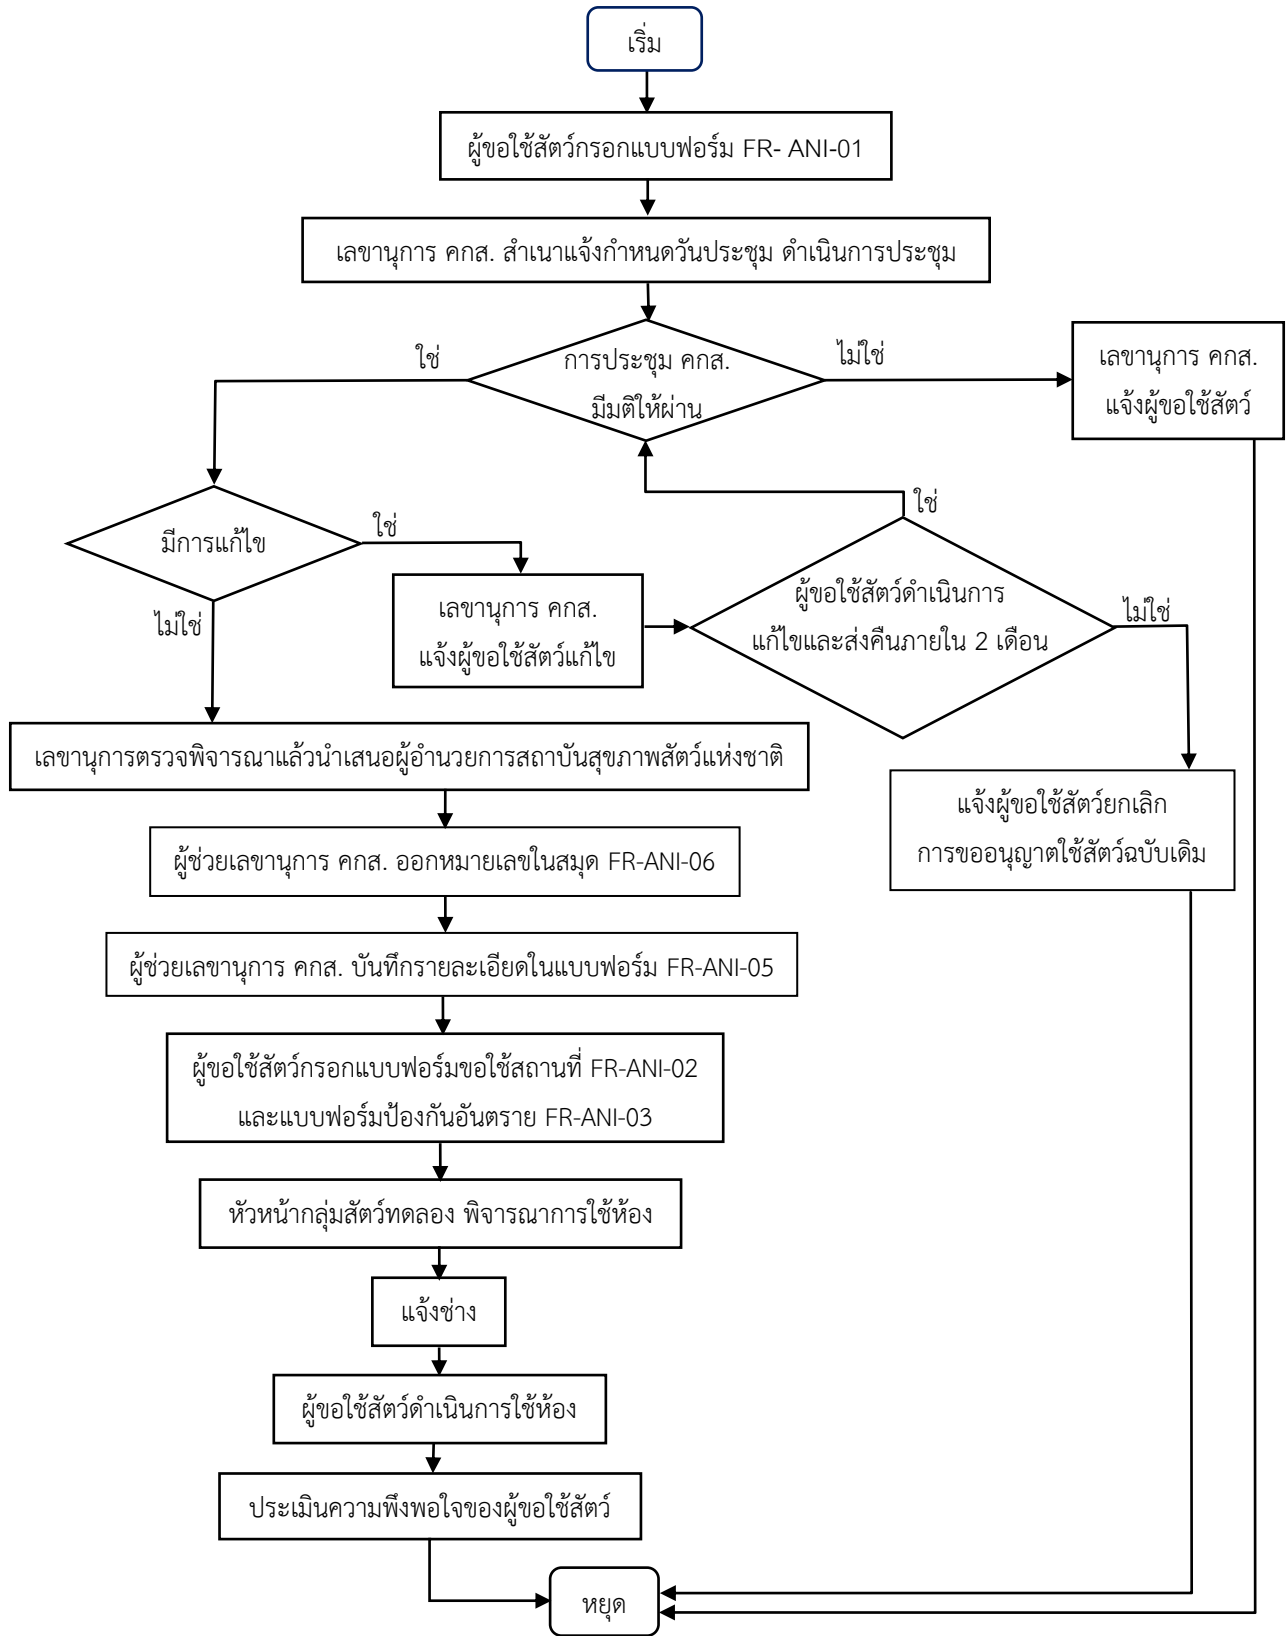 เริ่ม
ผู้ขอใช้สัตว์กรอกแบบฟอร์ม FR- ANI-01
เลขานุการ คกส. สำเนาแจ้งกำหนดวันประชุม ดำเนินการประชุม
ใช่
การประชุม คกส.
มีมติให้ผ่าน
ไม่ใช่
เลขานุการ คกส.
แจ้งผู้ขอใช้สัตว์
มีการแก้ไข
ใช่
ไม่ใช่
เลขานุการ คกส.
แจ้งผู้ขอใช้สัตว์แก้ไข
ใช่
ผู้ขอใช้สัตว์ดำเนินการ
แก้ไขและส่งคืนภายใน 2 เดือน
ไม่ใช่
เลขานุการตรวจพิจารณาแล้วนำเสนอผู้อำนวยการสถาบันสุขภาพสัตว์แห่งชาติ
แจ้งผู้ขอใช้สัตว์ยกเลิก
การขออนุญาตใช้สัตว์ฉบับเดิม
ผู้ช่วยเลขานุการ คกส. ออกหมายเลขในสมุด FR-ANI-06
ผู้ช่วยเลขานุการ คกส. บันทึกรายละเอียดในแบบฟอร์ม FR-ANI-05
ผู้ขอใช้สัตว์กรอกแบบฟอร์มขอใช้สถานที่ FR-ANI-02
และแบบฟอร์มป้องกันอันตราย FR-ANI-03
หัวหน้ากลุ่มสัตว์ทดลอง พิจารณาการใช้ห้อง
แจ้งช่าง
ผู้ขอใช้สัตว์ดำเนินการใช้ห้อง
ประเมินความพึงพอใจของผู้ขอใช้สัตว์
หยุด